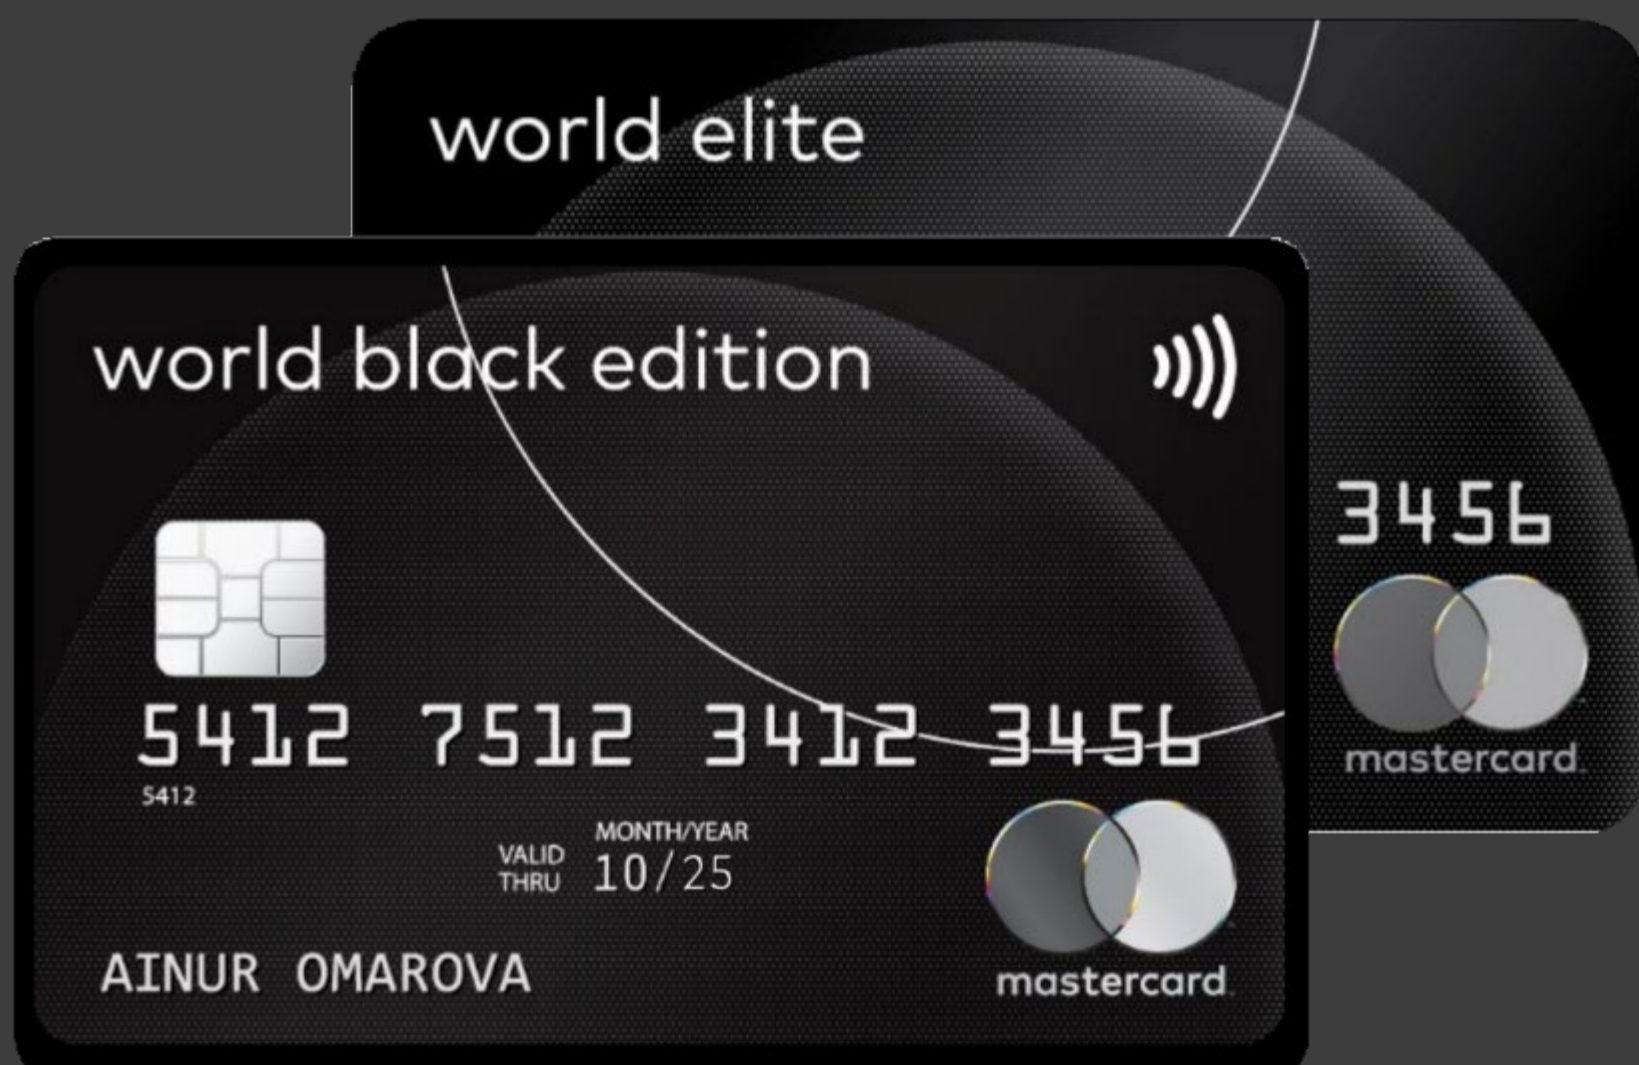 world elite
3456
mastercard.
world black edition
5412 7512 3412 3456
5412
MONTH/YEAR
VALID
THRU
10/25
AINUR OMAROVA
mastercard.